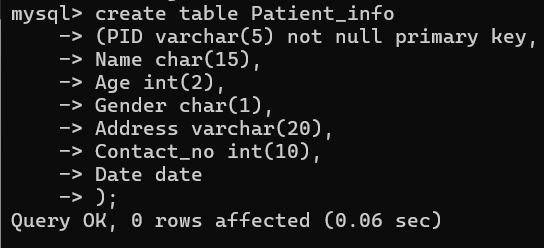 mysql> create table Patient_info
    -> (PID varchar(5) not null primary key,
    -> Name char(15),
    -> Age int(2),
    -> Gender char(1),
    -> Address varchar(20),
    -> Contact_no int(10),
    -> Date date
    -> );
Query OK, 0 rows affected (0.06 sec)